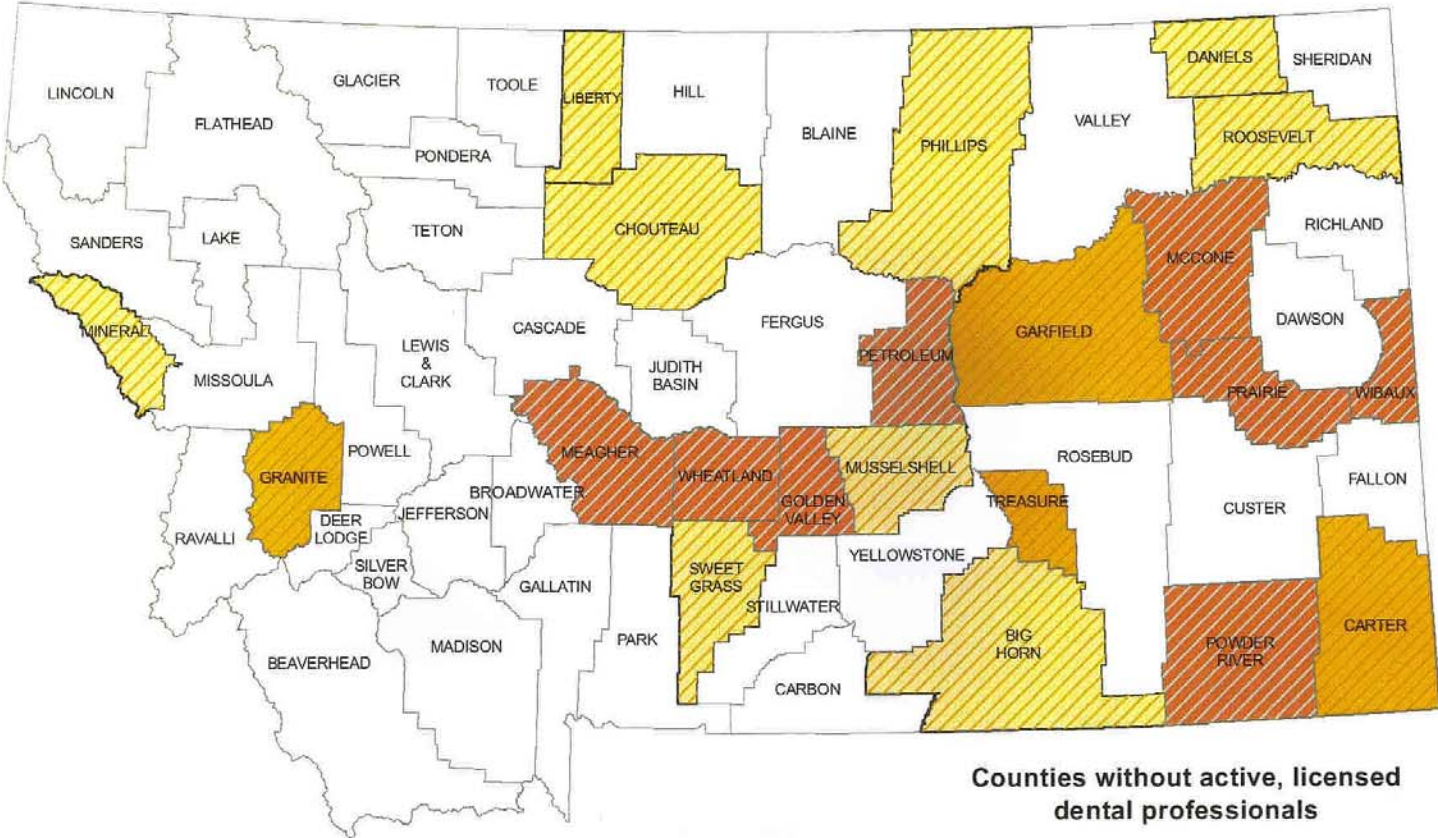 LINCOLN
FLATHEAD
GLACIER
TOOLE
LIBERTY
HILL
BLAINE
PHILLIPS
VALLEY
DANIELS
SHERIDAN
ROOSEVELT
PONDERA
TETON
CHOUTEAU
SANDERS
LAKE
RICHLAND
MCCONE
MINERAL
MISSOULA
LEWIS
&
CLARK
CASCADE
JUDITH
BASIN
FERGUS
PETROLEUM
GARFIELD
DAWSON
PRAIRIE
WIBAUX
GRANITE
POWELL
MEAGHER
WHEATLAND
GOLDEN
VALLEY
MUSSELSHELL
ROSEBUD
TREASURE
CUSTER
FALLON
RAVALLI
DEER
LODGE
JEFFERSON
BROADWATER
SILVER
BOW
GALLATIN
SWEET
GRASS
STILLWATER
YELLOWSTONE
BEAVERHEAD
MADISON
PARK
CARBON
BIG
HORN
POWDER
RIVER
CARTER
Counties without active, licensed
dental professionals